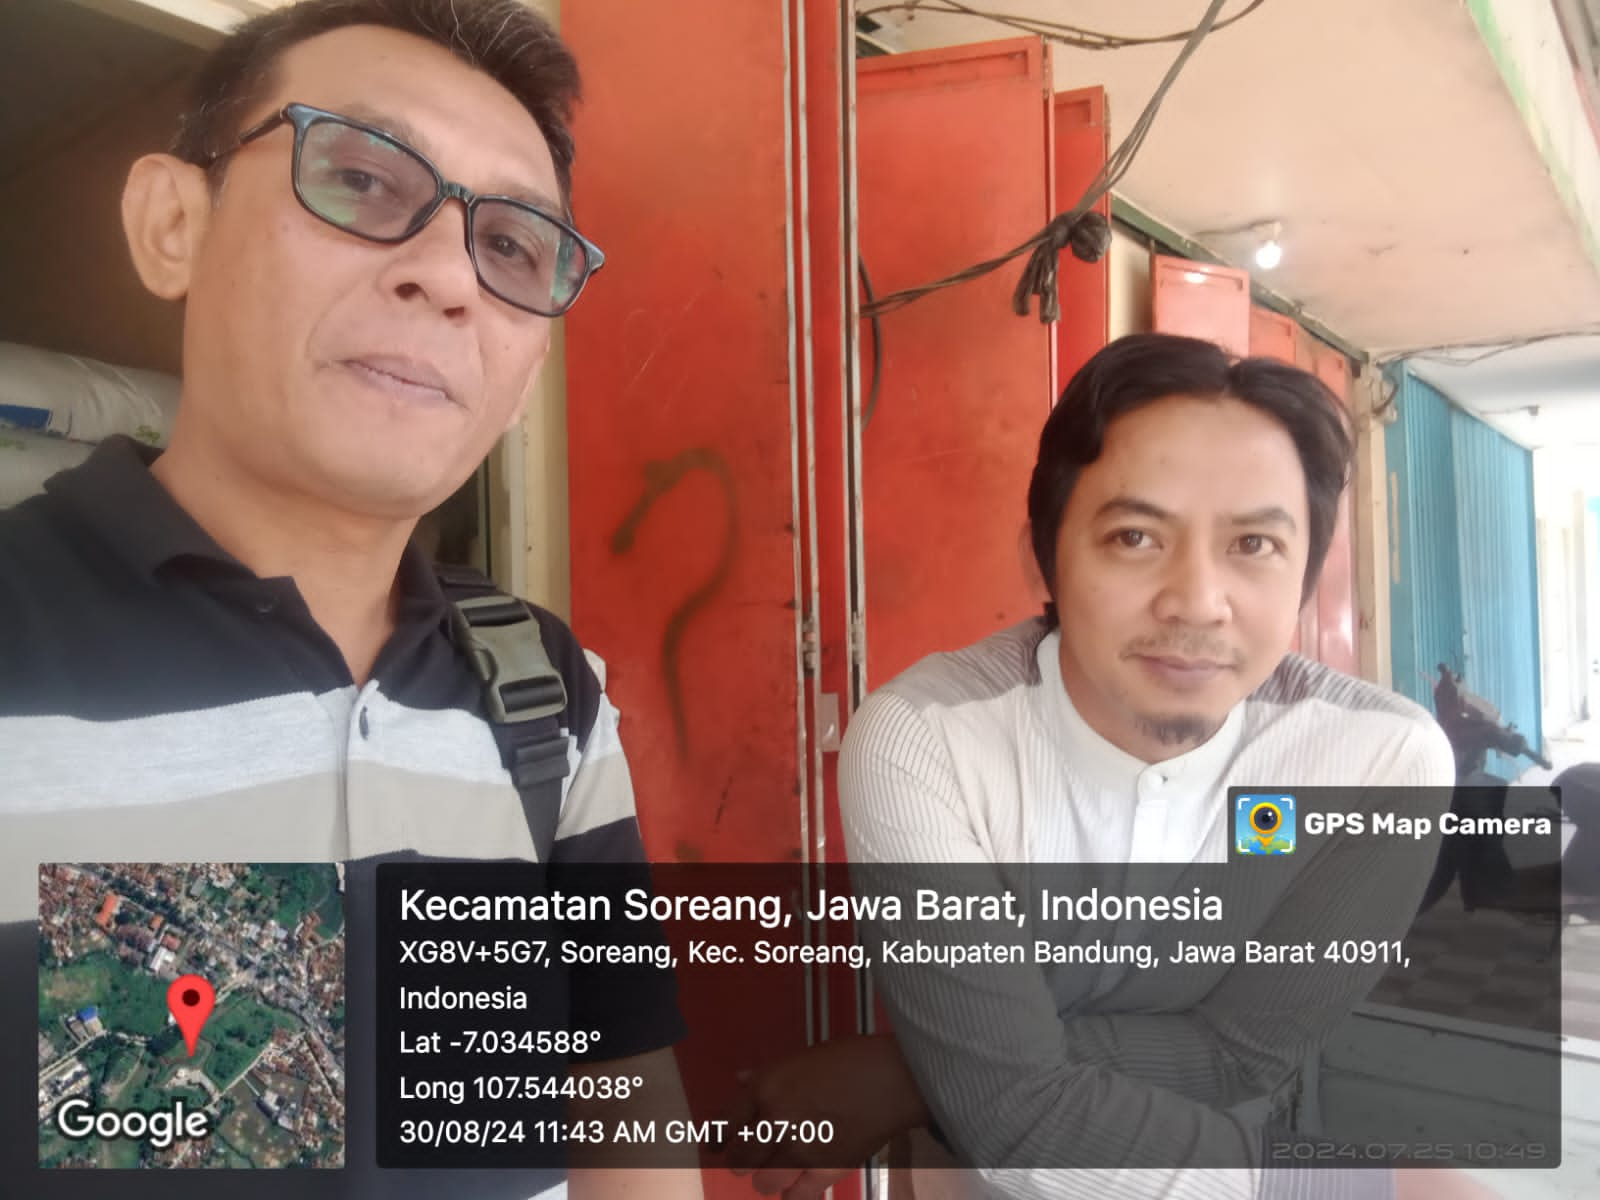 GPS Map Camera
Kecamatan Soreang, Jawa Barat, Indonesia
XG8V+5G7, Soreang, Kec. Soreang, Kabupaten Bandung, Jawa Barat 40911,
Indonesia
Lat -7.034588°
Long 107.544038°
30/08/24 11:43 AM GMT +07:00
Google
2024.07.25 10:49